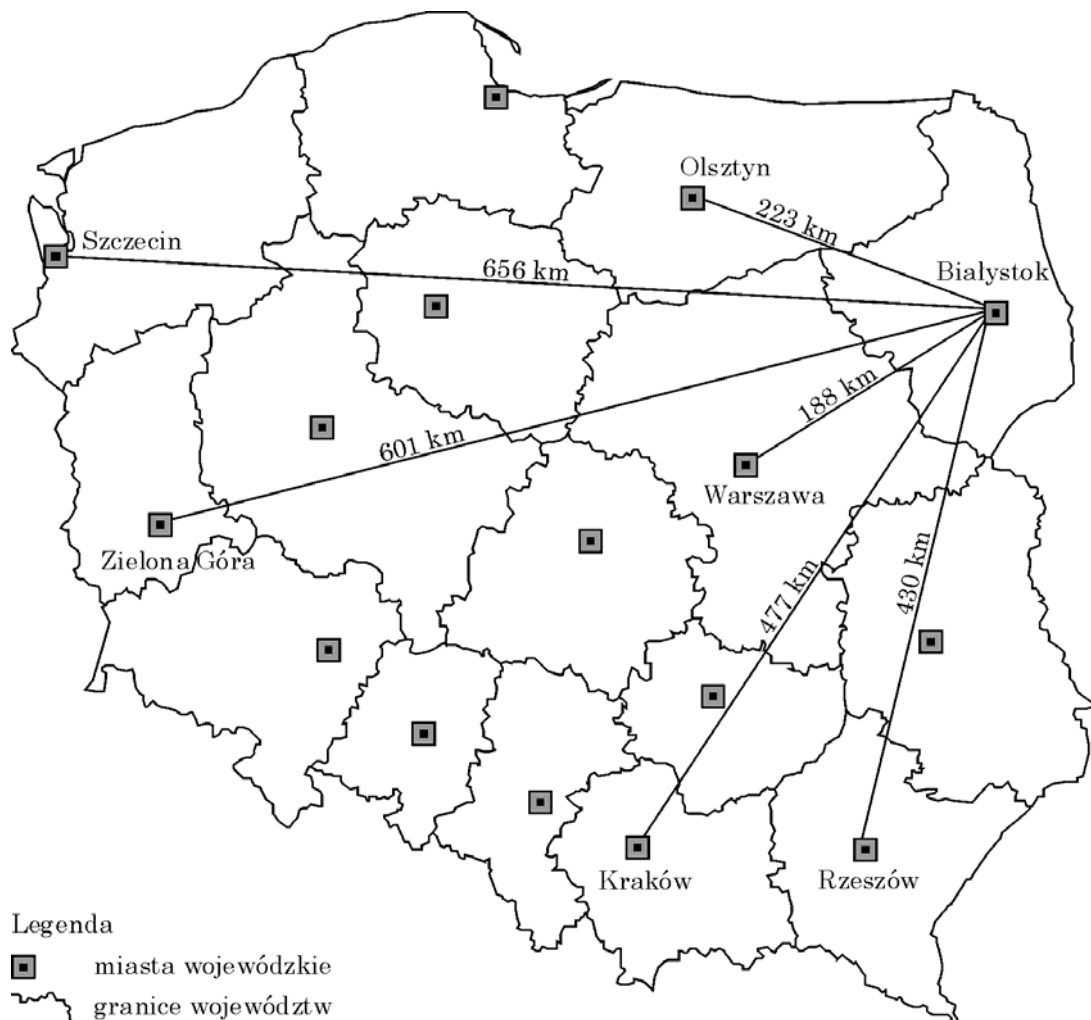 Olsztyn
223 km
Szczecin
656 km
Białystok
188 km
601 km
Warszawa
Zielona Góra
477 km
430 km
Kraków
Rzeszów
Legenda
miasta wojewódzkie
granice województw